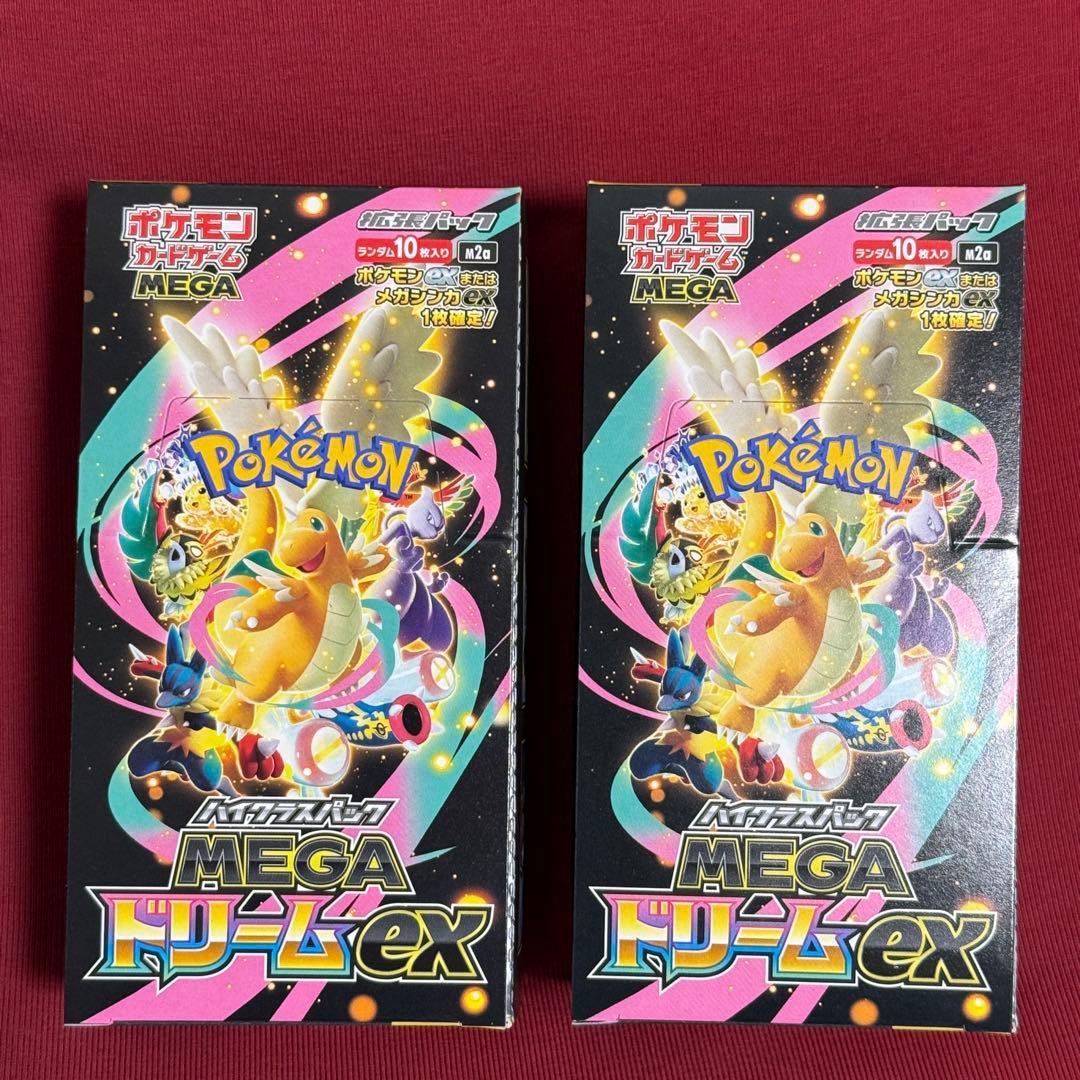 ポケモン
カードゲーム
MEGA
拡張パック
ランダム10枚入り
M2a
ポケモンexまたは
メガシンカex
1枚確定!
POKéMON
TM
ハイクラスパック
MEGA
ドリームex
ポケモン
カードゲーム
MEGA
拡張パック
ランダム10枚入り
M2a
ポケモンexまたは
メガシンカex
1枚確定!
POKéMON
TM
ハイクラスパック
MEGA
ドリームex